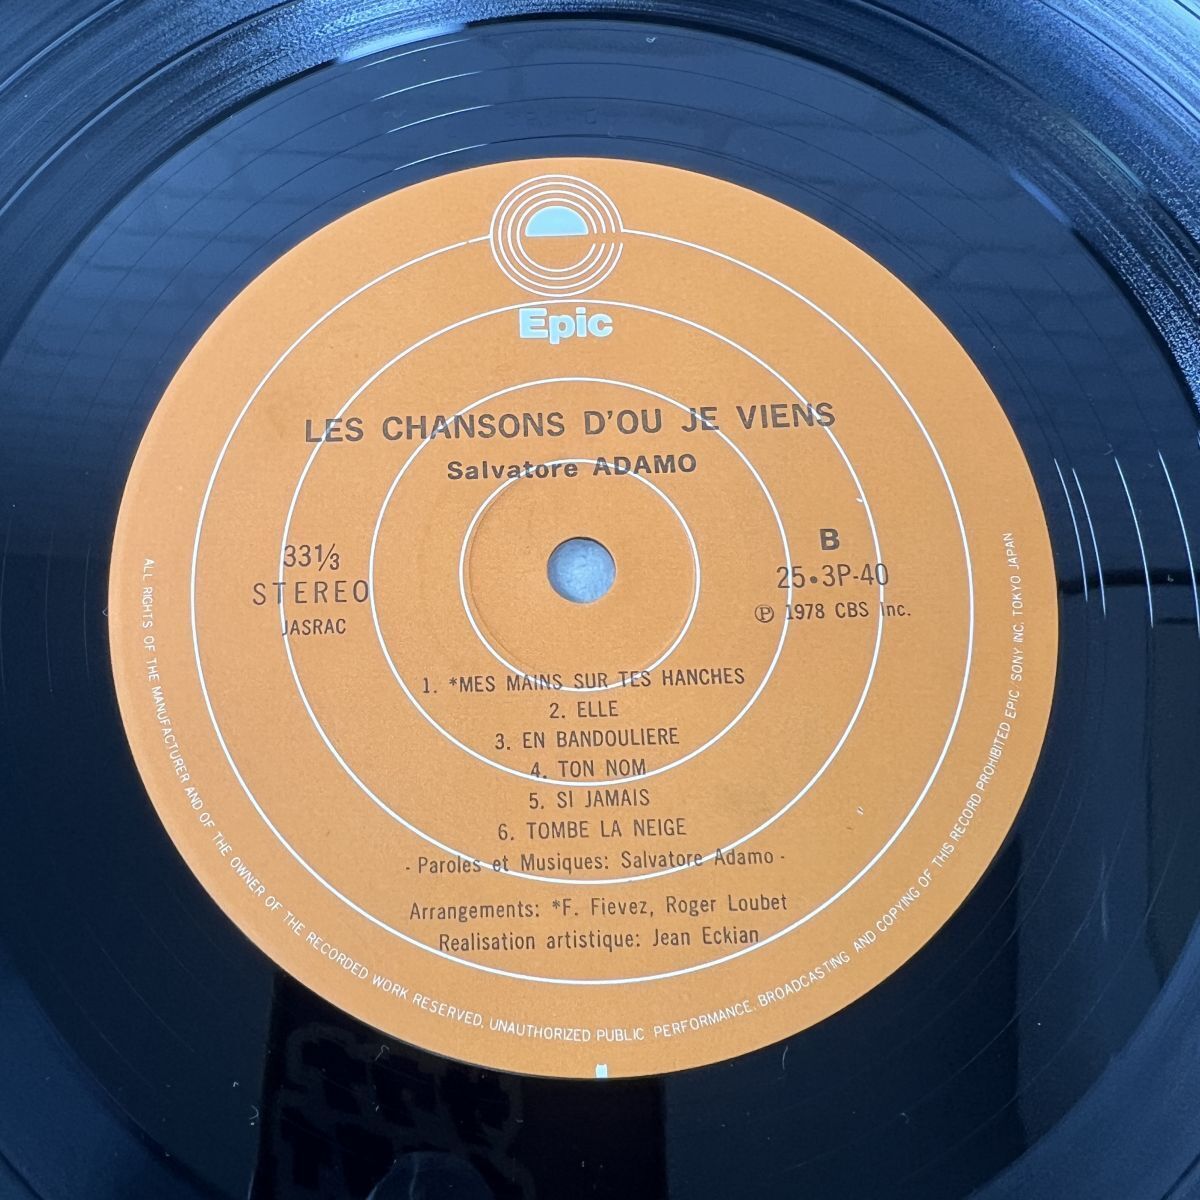 Epic
LES CHANSONS D'OU JE VIENS
Salvatore ADAMO
33⅓
STEREO
JASRAC
B
25・3P-40
℗ 1978 CBS Inc.
1. *MES MAINS SUR TES HANCHES
2. ELLE
3. EN BANDOULIERE
4. TON NOM
5. SI JAMAIS
6. TOMBE LA NEIGE
- Paroles et Musiques: Salvatore Adamo -
Arrangements: *F. Fievez, Roger Loubet
Realisation artistique: Jean Eckian
ALL RIGHTS OF THE MANUFACTURER AND OF THE OWNER OF THE RECORDED WORK RESERVED. UNAUTHORIZED PUBLIC PERFORMANCE, BROADCASTING AND COPYING OF THIS RECORD PROHIBITED EPIC · SONY INC. TOKYO JAPAN